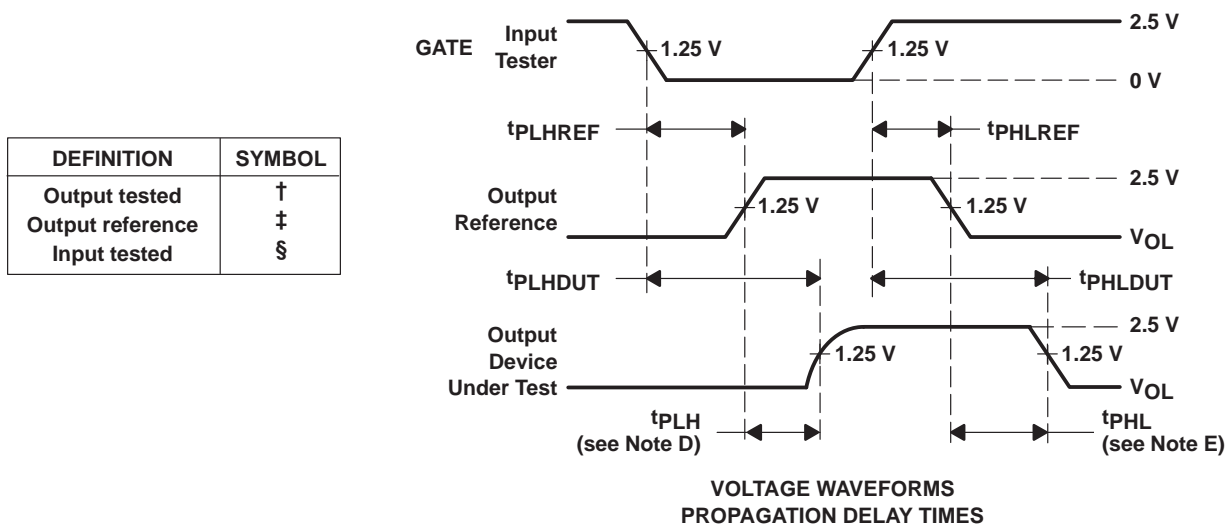 GATE
Input
Tester
1.25 V
1.25 V
2.5 V
0 V
tPLHREF
tPHLREF
DEFINITION SYMBOL
Output tested †
Output reference ‡
Input tested §
Output
Reference
1.25 V
1.25 V
2.5 V
VOL
tPLHDUT
tPHLDUT
Output
Device
Under Test
1.25 V
1.25 V
2.5 V
VOL
tPLH
(see Note D)
tPHL
(see Note E)
VOLTAGE WAVEFORMS
PROPAGATION DELAY TIMES